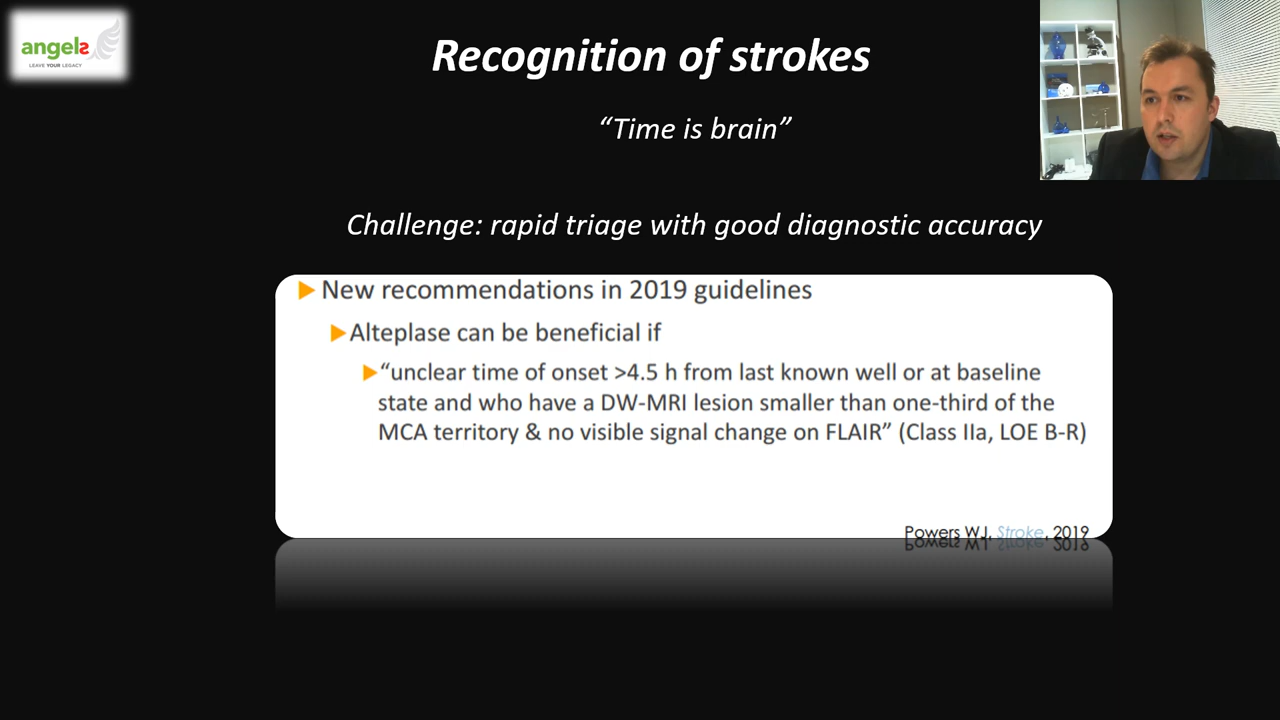 angels
LEAVE YOUR LEGACY
Recognition of strokes
“Time is brain”
Challenge: rapid triage with good diagnostic accuracy
New recommendations in 2019 guidelines
Alteplase can be beneficial if
“unclear time of onset >4.5 h from last known well or at baseline
state and who have a DW-MRI lesion smaller than one-third of the
MCA territory & no visible signal change on FLAIR” (Class IIa, LOE B-R)
Powers WJ, Stroke, 2019